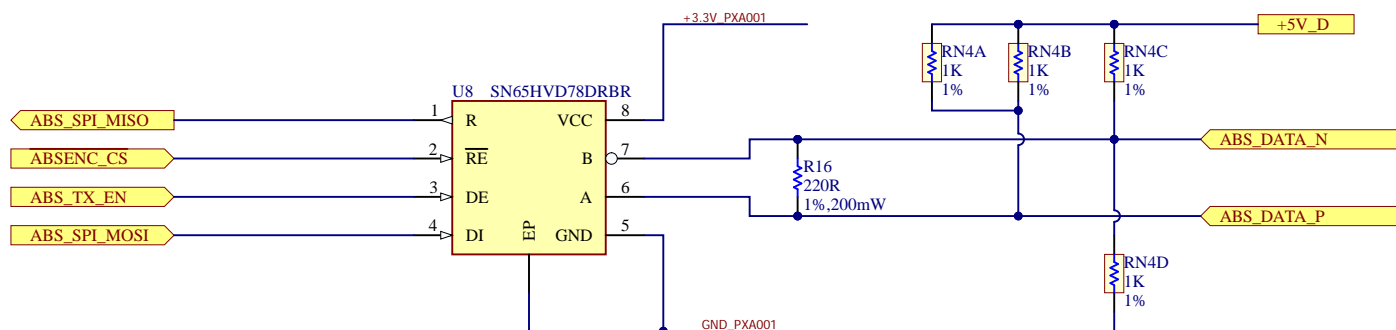 +3.3V_PXA001
+5V_D
RN4A
1K
1%
RN4B
1K
1%
RN4C
1K
1%
U8 SN65HVD78DRBR
ABS_SPI_MISO
1
R
VCC
8
ABSENC_CS
2
RE
B
7
ABS_DATA_N
R16
220R
1%,200mW
ABS_TX_EN
3
DE
A
6
ABS_DATA_P
ABS_SPI_MOSI
4
DI
EP
GND
5
RN4D
1K
1%
GND_PXA001